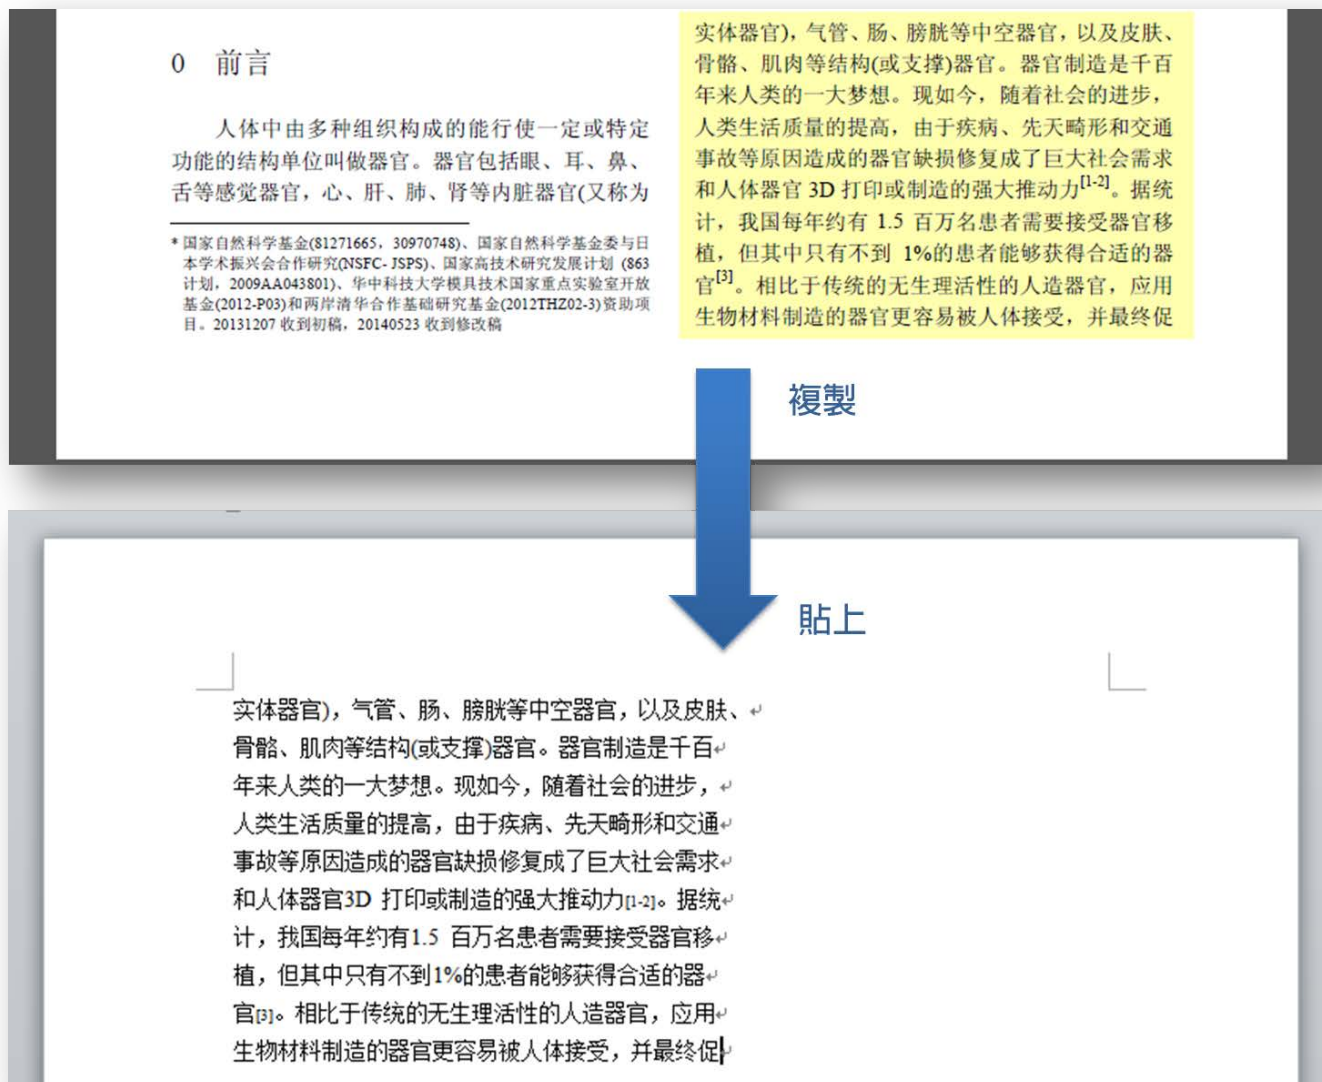 0 前言
人体中由多种组织构成的能行使一定或特定
功能的结构单位叫做器官。器官包括眼、耳、鼻、
舌等感觉器官，心、肝、肺、肾等内脏器官(又称为
* 国家自然科学基金(81271665，30970748)、国家自然科学基金委与日
本学术振兴会合作研究(NSFC- JSPS)、国家高技术研究发展计划 (863
计划，2009AA043801)、华中科技大学模具技术国家重点实验室开放
基金(2012-P03)和两岸清华合作基础研究基金(2012THZ02-3)资助项
目。20131207 收到初稿，20140523 收到修改稿
实体器官)，气管、肠、膀胱等中空器官，以及皮肤、
骨骼、肌肉等结构(或支撑)器官。器官制造是千百
年来人类的一大梦想。现如今，随着社会的进步，
人类生活质量的提高，由于疾病、先天畸形和交通
事故等原因造成的器官缺损修复成了巨大社会需求
和人体器官 3D 打印或制造的强大推动力[1-2]。据统
计，我国每年约有 1.5 百万名患者需要接受器官移
植，但其中只有不到 1%的患者能够获得合适的器
官[3]。相比于传统的无生理活性的人造器官，应用
生物材料制造的器官更容易被人体接受，并最终促
複製
貼上
实体器官)，气管、肠、膀胱等中空器官，以及皮肤、
骨骼、肌肉等结构(或支撑)器官。器官制造是千百
年来人类的一大梦想。现如今，随着社会的进步，
人类生活质量的提高，由于疾病、先天畸形和交通
事故等原因造成的器官缺损修复成了巨大社会需求
和人体器官3D 打印或制造的强大推动力[1-2]。据统
计，我国每年约有1.5 百万名患者需要接受器官移
植，但其中只有不到1%的患者能够获得合适的器
官[3]。相比于传统的无生理活性的人造器官，应用
生物材料制造的器官更容易被人体接受，并最终促